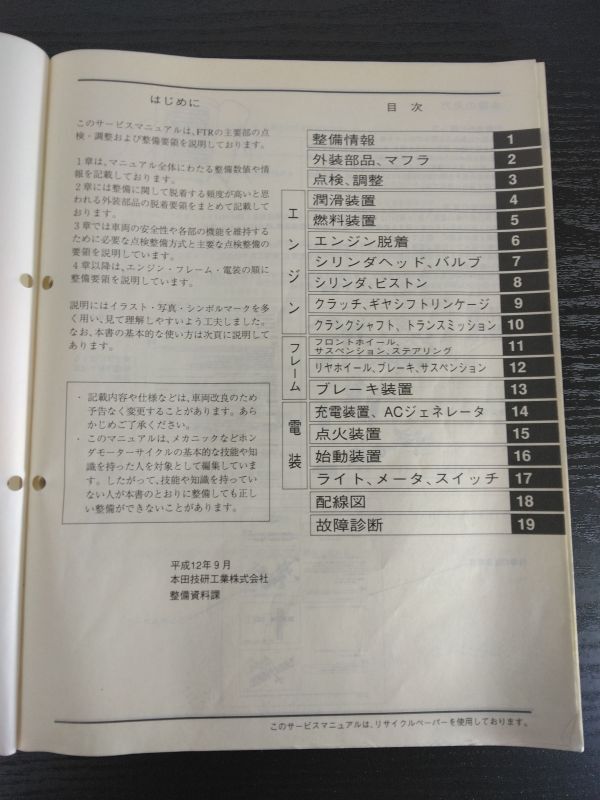 はじめに
このサービスマニュアルは、FTRの主要部の点
検・調整および整備要領を説明しております。
1章は、マニュアル全体にわたる整備数値や情
報を記載しております。
2章には整備に関して脱着する頻度が高いと思
われる外装部品の脱着要領をまとめて記載して
おります。
3章では車両の安全性や各部の機能を維持する
ために必要な点検整備方式と主要な点検整備の
要領を説明しています。
4章以降は、エンジン・フレーム・電装の順に
整備要領を説明しています。
説明にはイラスト・写真・シンボルマークを多
く用い、見て理解しやすいよう工夫しました。
なお、本書の基本的な使い方は次頁に説明して
あります。
・ 記載内容や仕様などは、車両改良のため
予告なく変更することがあります。あら
かじめご了承ください。
・ このマニュアルは、メカニックなどホン
ダモーターサイクルの基本的な技能や知
識を持った人を対象として編集していま
す。したがって、技能や知識を持ってい
ない人が本書のとおりに整備しても正し
い整備ができないことがあります。
平成12年9月
本田技研工業株式会社
整備資料課
目 次
整備情報 1
外装部品、マフラ 2
点検、調整 3
エンジン
潤滑装置 4
燃料装置 5
エンジン脱着 6
シリンダヘッド、バルブ 7
シリンダ、ピストン 8
クラッチ、ギヤシフトリンケージ 9
クランクシャフト、トランスミッション 10
フレーム
フロントホイール、
サスペンション、ステアリング 11
リヤホイール、ブレーキ、サスペンション 12
ブレーキ装置 13
電装
充電装置、ACジェネレータ 14
点火装置 15
始動装置 16
ライト、メータ、スイッチ 17
配線図 18
故障診断 19
このサービスマニュアルは、リサイクルペーパーを使用しております。